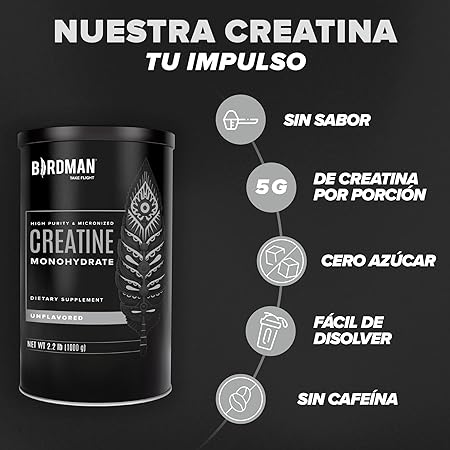 NUESTRA CREATINA
TU IMPULSO
BIRDMAN
TAKE FLIGHT
HIGH PURITY & MICRONIZED
CREATINE
MONOHYDRATE
DIETARY SUPPLEMENT
UNFLAVORED
NET WT 2.2 lb (1000 g)
SIN SABOR
5 G
DE CREATINA
POR PORCIÓN
CERO AZÚCAR
FÁCIL DE
DISOLVER
SIN CAFEÍNA